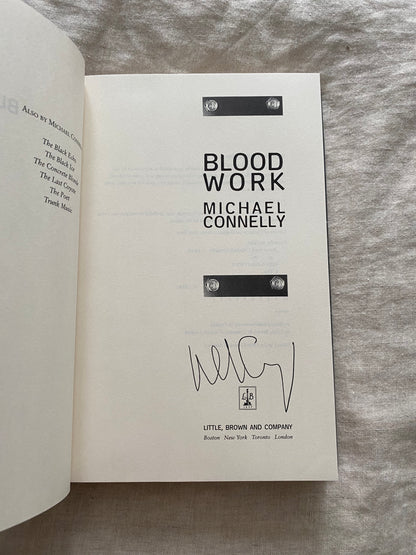 ALSO BY MICHAEL
The Black Echo
The Black Ice
The Concrete Blonde
The Last Coyote
The Poet
Trunk Music
BLOOD
WORK
MICHAEL
CONNELLY
L B
LITTLE, BROWN AND COMPANY
Boston New York Toronto London